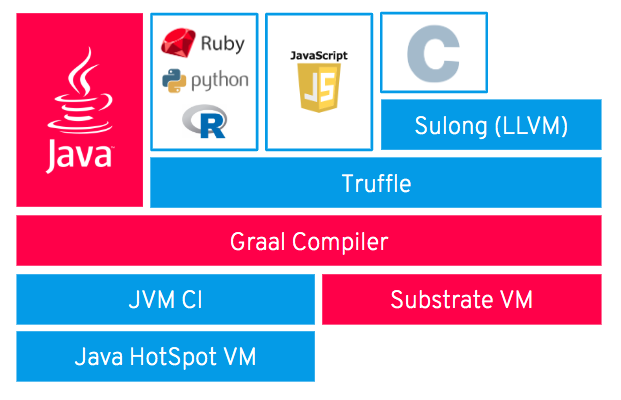 Java
Ruby
python
R
JavaScript
JS
C
Sulong (LLVM)
Truffle
Graal Compiler
JVM CI
Substrate VM
Java HotSpot VM